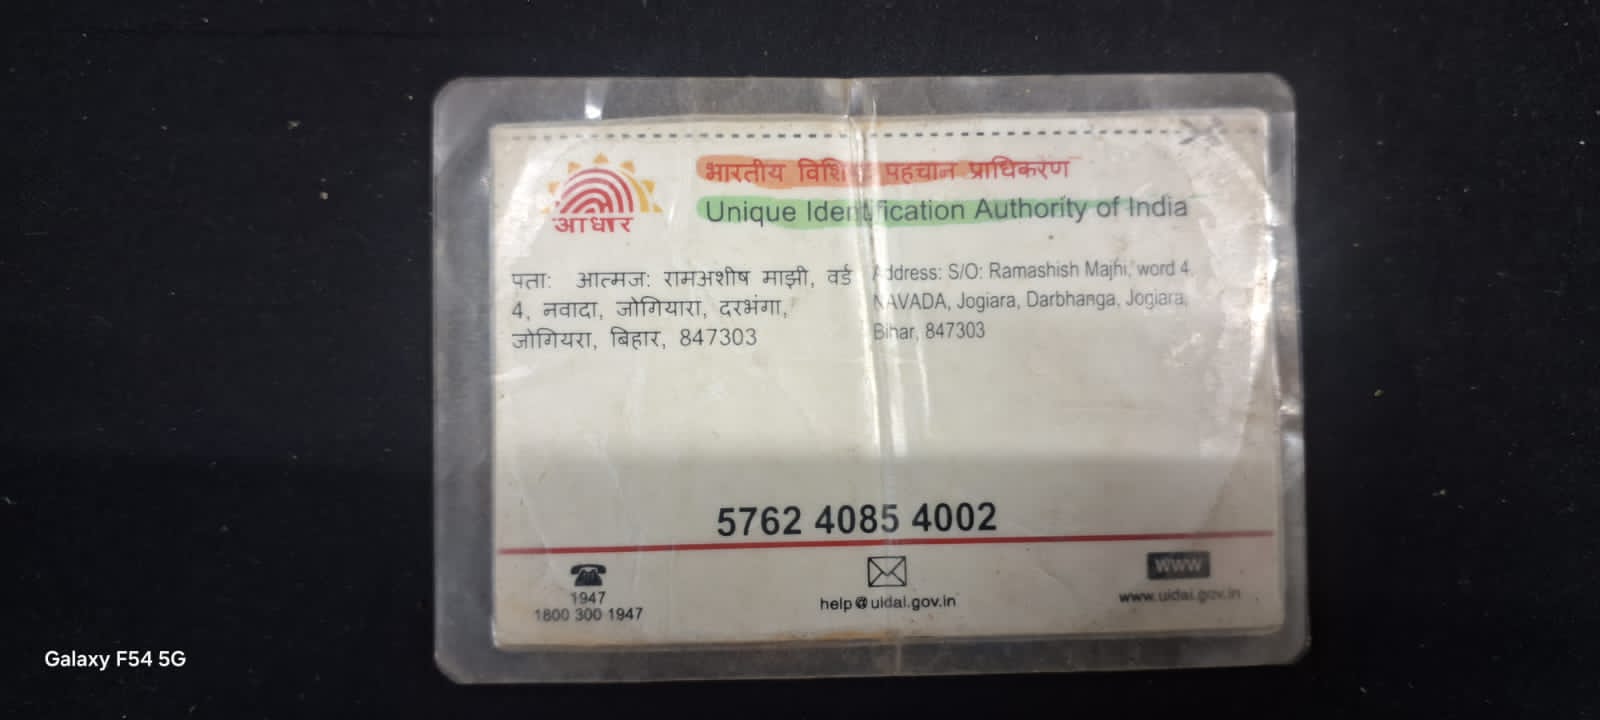 भारतीय विशिष्ट पहचान प्राधिकरण
Unique Identification Authority of India
आधार
पता: आत्मज: रामअशीष माझी, वर्ड
4, नवादा, जोगियारा, दरभंगा,
जोगियरा, बिहार, 847303
Address: S/O: Ramashish Majhi, word 4,
NAVADA, Jogiara, Darbhanga, Jogiara,
Bihar, 847303
5762 4085 4002
1947
1800 300 1947
help@uidai.gov.in
WWW
www.uidai.gov.in
Galaxy F54 5G